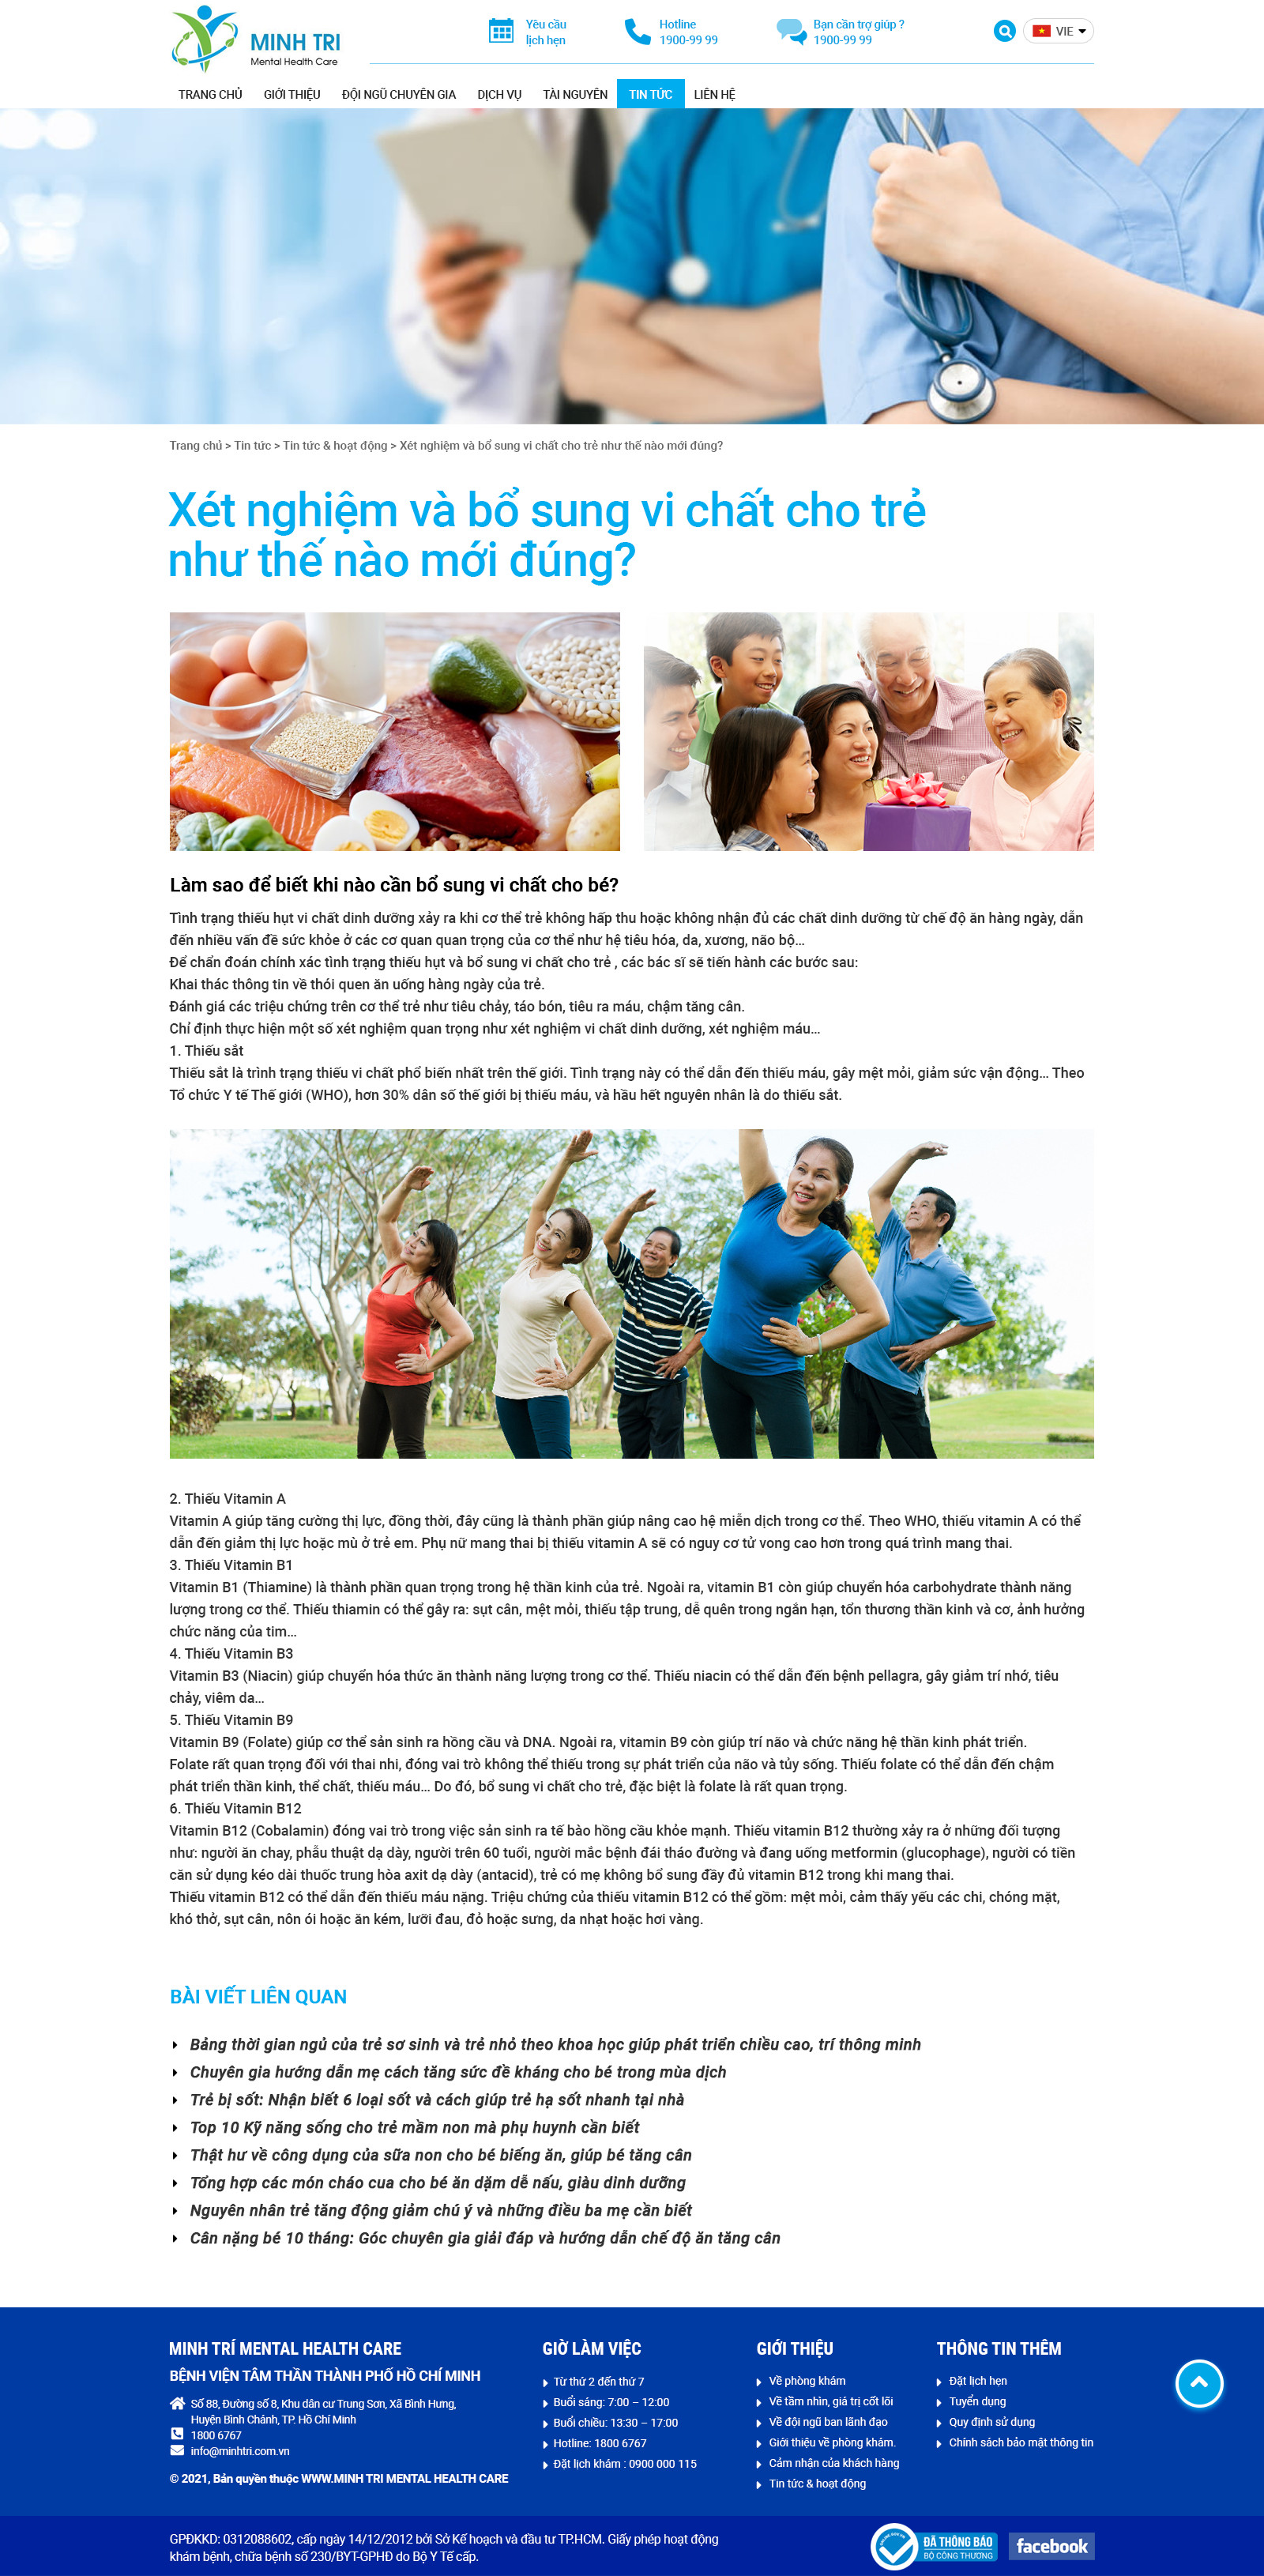 MINH TRI
Mental Health Care
Yêu cầu
lịch hẹn
Hotline
1900-99 99
Bạn cần trợ giúp ?
1900-99 99
VIE
TRANG CHỦ
GIỚI THIỆU
ĐỘI NGŨ CHUYÊN GIA
DỊCH VỤ
TÀI NGUYÊN
TIN TỨC
LIÊN HỆ
Trang chủ > Tin tức > Tin tức & hoạt động > Xét nghiệm và bổ sung vi chất cho trẻ như thế nào mới đúng?
Xét nghiệm và bổ sung vi chất cho trẻ
như thế nào mới đúng?
Làm sao để biết khi nào cần bổ sung vi chất cho bé?
Tình trạng thiếu hụt vi chất dinh dưỡng xảy ra khi cơ thể trẻ không hấp thu hoặc không nhận đủ các chất dinh dưỡng từ chế độ ăn hàng ngày, dẫn
đến nhiều vấn đề sức khỏe ở các cơ quan quan trọng của cơ thể như hệ tiêu hóa, da, xương, não bộ…
Để chẩn đoán chính xác tình trạng thiếu hụt và bổ sung vi chất cho trẻ , các bác sĩ sẽ tiến hành các bước sau:
Khai thác thông tin về thói quen ăn uống hàng ngày của trẻ.
Đánh giá các triệu chứng trên cơ thể trẻ như tiêu chảy, táo bón, tiêu ra máu, chậm tăng cân.
Chỉ định thực hiện một số xét nghiệm quan trọng như xét nghiệm vi chất dinh dưỡng, xét nghiệm máu…
1. Thiếu sắt
Thiếu sắt là trình trạng thiếu vi chất phổ biến nhất trên thế giới. Tình trạng này có thể dẫn đến thiếu máu, gây mệt mỏi, giảm sức vận động… Theo
Tổ chức Y tế Thế giới (WHO), hơn 30% dân số thế giới bị thiếu máu, và hầu hết nguyên nhân là do thiếu sắt.
2. Thiếu Vitamin A
Vitamin A giúp tăng cường thị lực, đồng thời, đây cũng là thành phần giúp nâng cao hệ miễn dịch trong cơ thể. Theo WHO, thiếu vitamin A có thể
dẫn đến giảm thị lực hoặc mù ở trẻ em. Phụ nữ mang thai bị thiếu vitamin A sẽ có nguy cơ tử vong cao hơn trong quá trình mang thai.
3. Thiếu Vitamin B1
Vitamin B1 (Thiamine) là thành phần quan trọng trong hệ thần kinh của trẻ. Ngoài ra, vitamin B1 còn giúp chuyển hóa carbohydrate thành năng
lượng trong cơ thể. Thiếu thiamin có thể gây ra: sụt cân, mệt mỏi, thiếu tập trung, dễ quên trong ngắn hạn, tổn thương thần kinh và cơ, ảnh hưởng
chức năng của tim…
4. Thiếu Vitamin B3
Vitamin B3 (Niacin) giúp chuyển hóa thức ăn thành năng lượng trong cơ thể. Thiếu niacin có thể dẫn đến bệnh pellagra, gây giảm trí nhớ, tiêu
chảy, viêm da…
5. Thiếu Vitamin B9
Vitamin B9 (Folate) giúp cơ thể sản sinh ra hồng cầu và DNA. Ngoài ra, vitamin B9 còn giúp trí não và chức năng hệ thần kinh phát triển.
Folate rất quan trọng đối với thai nhi, đóng vai trò không thể thiếu trong sự phát triển của não và tủy sống. Thiếu folate có thể dẫn đến chậm
phát triển thần kinh, thể chất, thiếu máu… Do đó, bổ sung vi chất cho trẻ, đặc biệt là folate là rất quan trọng.
6. Thiếu Vitamin B12
Vitamin B12 (Cobalamin) đóng vai trò trong việc sản sinh ra tế bào hồng cầu khỏe mạnh. Thiếu vitamin B12 thường xảy ra ở những đối tượng
như: người ăn chay, phẫu thuật dạ dày, người trên 60 tuổi, người mắc bệnh đái tháo đường và đang uống metformin (glucophage), người có tiền
căn sử dụng kéo dài thuốc trung hòa axit dạ dày (antacid), trẻ có mẹ không bổ sung đầy đủ vitamin B12 trong khi mang thai.
Thiếu vitamin B12 có thể dẫn đến thiếu máu nặng. Triệu chứng của thiếu vitamin B12 có thể gồm: mệt mỏi, cảm thấy yếu các chi, chóng mặt,
khó thở, sụt cân, nôn ói hoặc ăn kém, lưỡi đau, đỏ hoặc sưng, da nhạt hoặc hơi vàng.
BÀI VIẾT LIÊN QUAN
Bảng thời gian ngủ của trẻ sơ sinh và trẻ nhỏ theo khoa học giúp phát triển chiều cao, trí thông minh
Chuyên gia hướng dẫn mẹ cách tăng sức đề kháng cho bé trong mùa dịch
Trẻ bị sốt: Nhận biết 6 loại sốt và cách giúp trẻ hạ sốt nhanh tại nhà
Top 10 Kỹ năng sống cho trẻ mầm non mà phụ huynh cần biết
Thật hư về công dụng của sữa non cho bé biếng ăn, giúp bé tăng cân
Tổng hợp các món cháo cua cho bé ăn dặm dễ nấu, giàu dinh dưỡng
Nguyên nhân trẻ tăng động giảm chú ý và những điều ba mẹ cần biết
Cân nặng bé 10 tháng: Góc chuyên gia giải đáp và hướng dẫn chế độ ăn tăng cân
MINH TRÍ MENTAL HEALTH CARE
BỆNH VIỆN TÂM THẦN THÀNH PHỐ HỒ CHÍ MINH
Số 88, Đường số 8, Khu dân cư Trung Sơn, Xã Bình Hưng,
Huyện Bình Chánh, TP. Hồ Chí Minh
1800 6767
info@minhtri.com.vn
© 2021, Bản quyền thuộc WWW.MINH TRI MENTAL HEALTH CARE
GIỜ LÀM VIỆC
Từ thứ 2 đến thứ 7
Buổi sáng: 7:00 – 12:00
Buổi chiều: 13:30 – 17:00
Hotline: 1800 6767
Đặt lịch khám : 0900 000 115
GIỚI THIỆU
Về phòng khám
Về tầm nhìn, giá trị cốt lõi
Về đội ngũ ban lãnh đạo
Giới thiệu về phòng khám.
Cảm nhận của khách hàng
Tin tức & hoạt động
THÔNG TIN THÊM
Đặt lịch hẹn
Tuyển dụng
Quy định sử dụng
Chính sách bảo mật thông tin
GPĐKKD: 0312088602, cấp ngày 14/12/2012 bởi Sở Kế hoạch và đầu tư TP.HCM. Giấy phép hoạt động
khám bệnh, chữa bệnh số 230/BYT-GPHĐ do Bộ Y Tế cấp.
ĐÃ THÔNG BÁO
BỘ CÔNG THƯƠNG
facebook